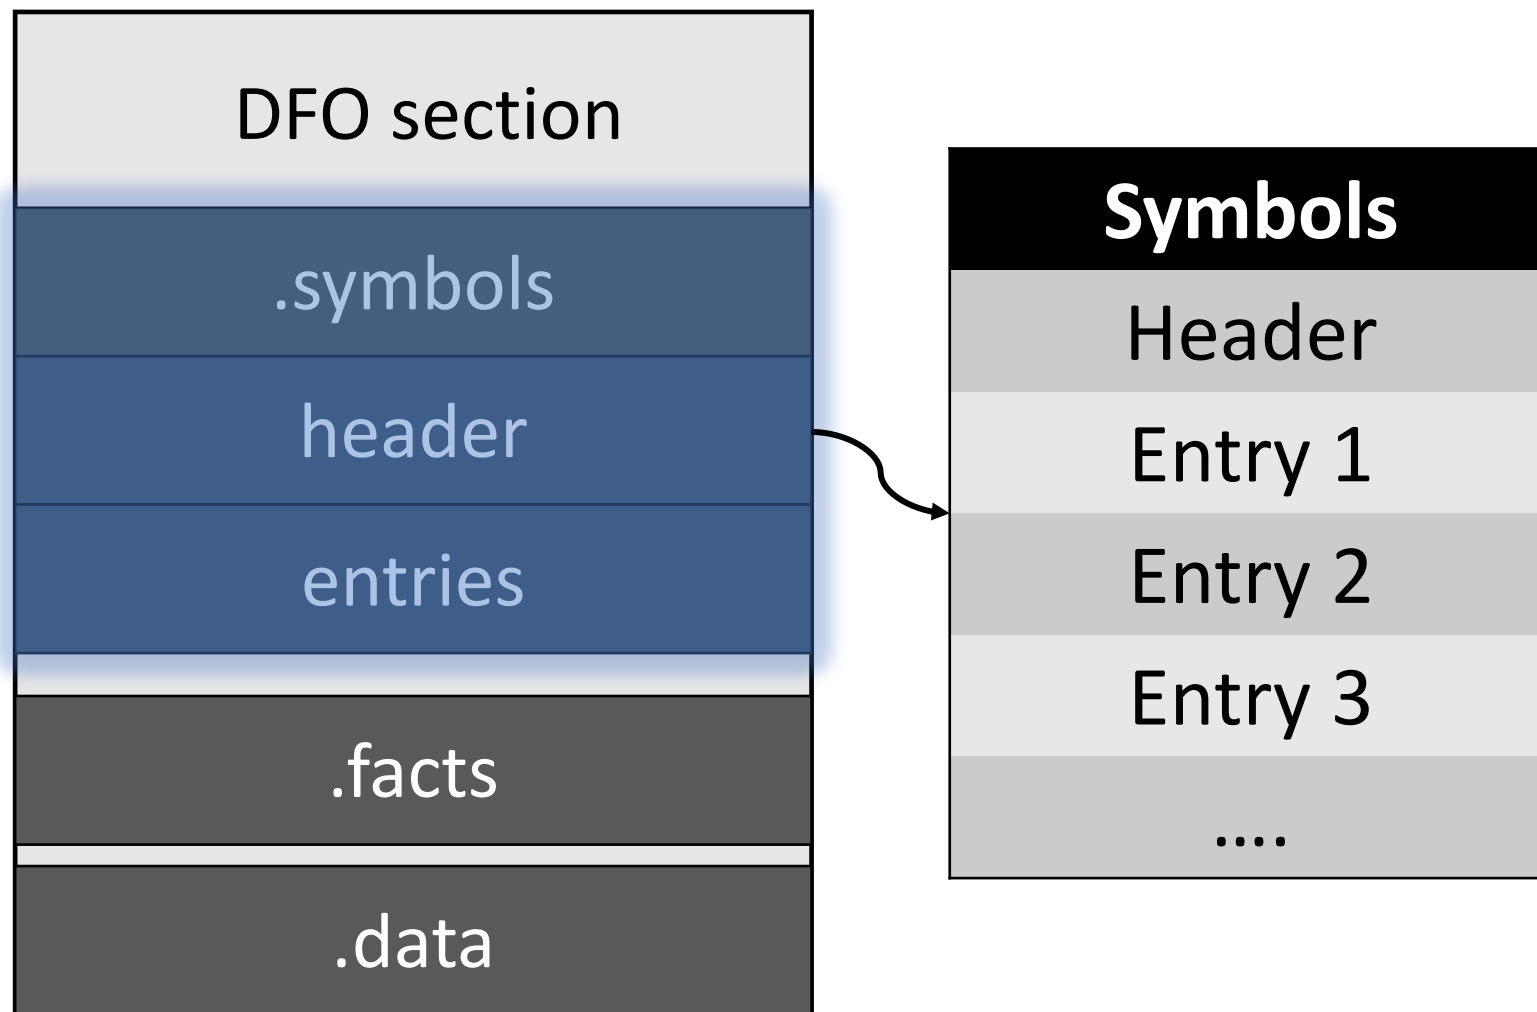 DFO section
.symbols
header
entries
.facts
.data
Symbols
Header
Entry 1
Entry 2
Entry 3
....